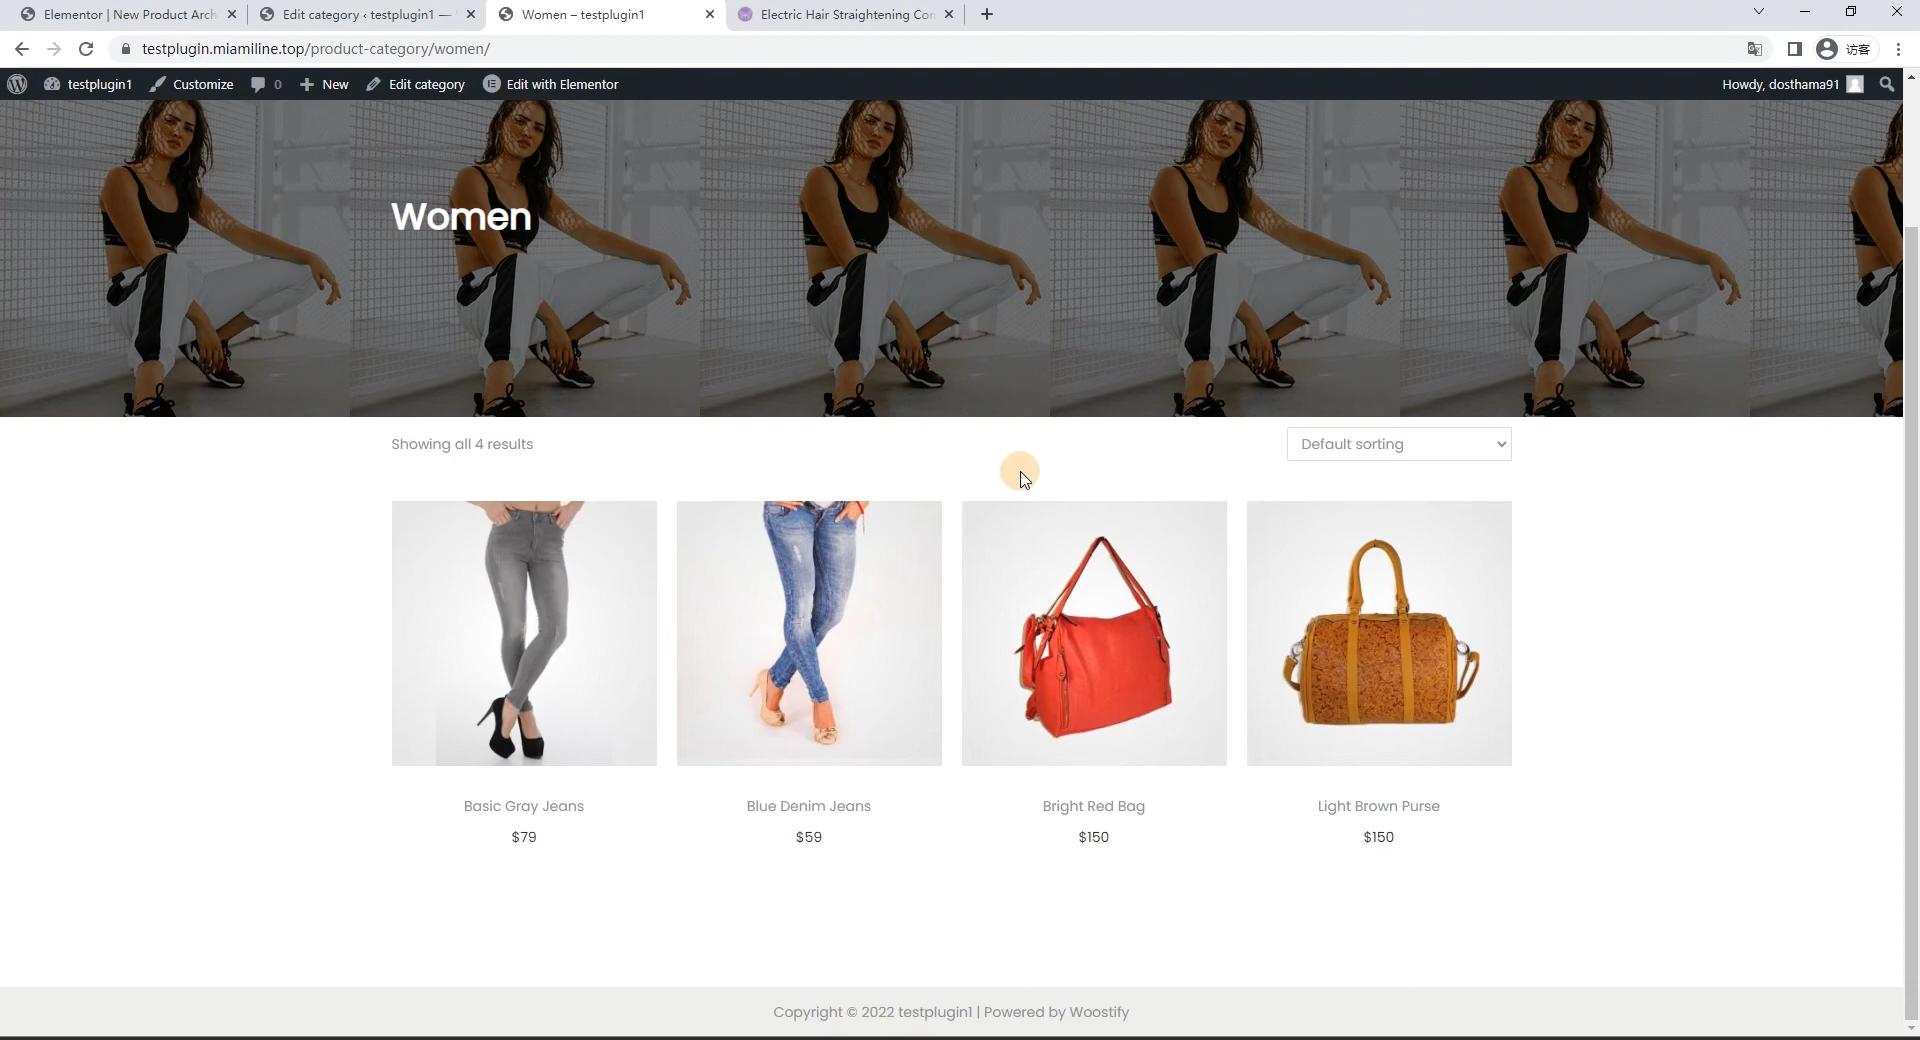 Elementor | New Product Arch
Edit category ‹ testplugin1 —
Women – testplugin1
Electric Hair Straightening Con
testplugin.miamiline.top/product-category/women/
访客
testplugin1
Customize
0
New
Edit category
Edit with Elementor
Howdy, dosthama91
Women
Showing all 4 results
Default sorting
Basic Gray Jeans
Blue Denim Jeans
Bright Red Bag
Light Brown Purse
$79
$59
$150
$150
Copyright © 2022 testplugin1 | Powered by Woostify